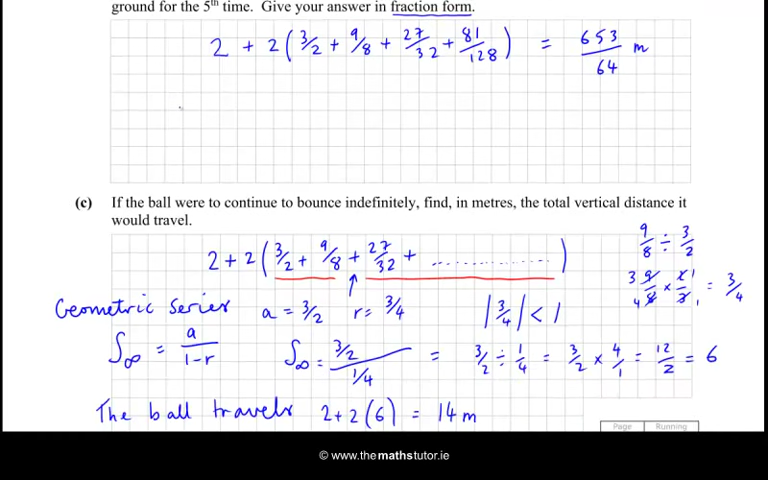 ground for the 5th time. Give your answer in fraction form.
2 + 2(3/2 + 9/8 + 27/32 + 81/128) = 653/64 m
(c) If the ball were to continue to bounce indefinitely, find, in metres, the total vertical distance it
would travel.
2 + 2(3/2 + 9/8 + 27/32 + ................)
9/8 ÷ 3/2
3 9/8 4 × 2 1/3 1 = 3/4
Geometric Series a = 3/2 r = 3/4 |3/4| < 1
S∞ = a/1-r S∞ = 3/2/1/4 = 3/2 ÷ 1/4 = 3/2 × 4/1 = 12/2 = 6
The ball travels 2+2(6) = 14m
Page Running
© www.themathstutor.ie